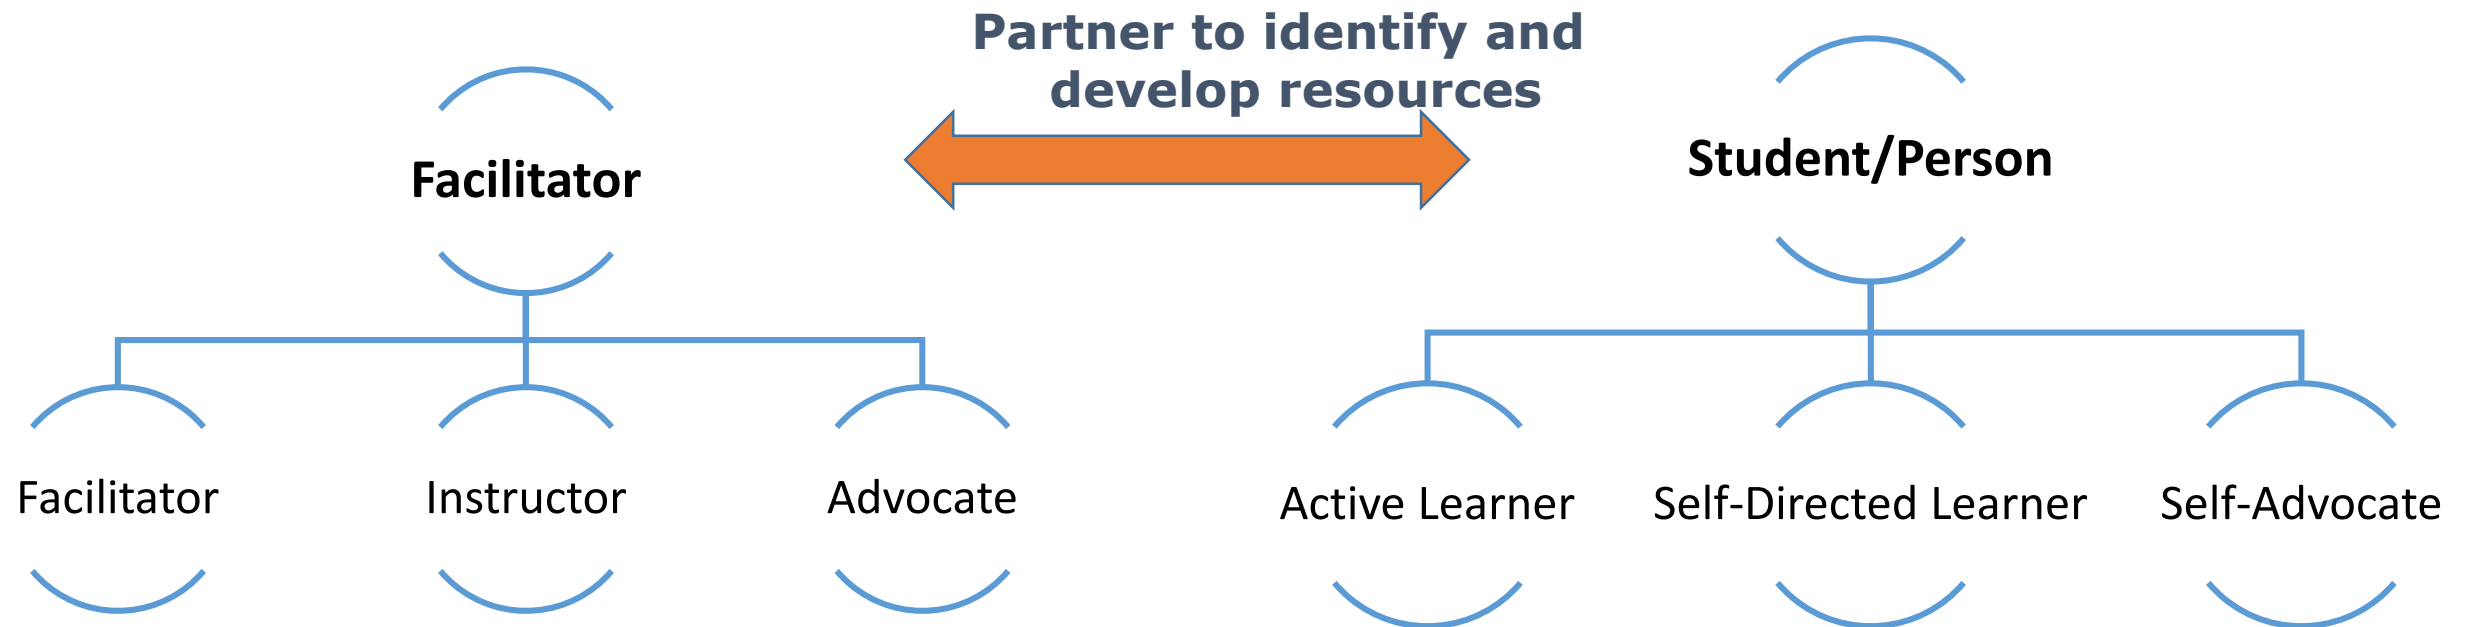 Partner to identify and
develop resources
Facilitator
Student/Person
Facilitator
Instructor
Advocate
Active Learner
Self-Directed Learner
Self-Advocate